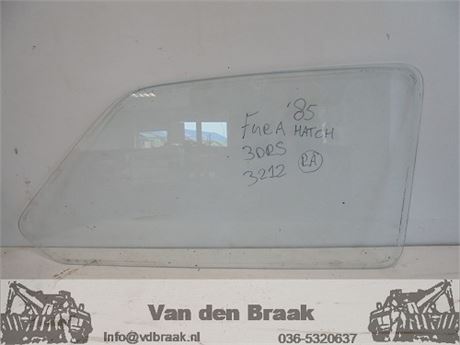 '85
FURA HATCH
3DRS
3212 RA
Van den Braak
Info@vdbraak.nl 036-5320637